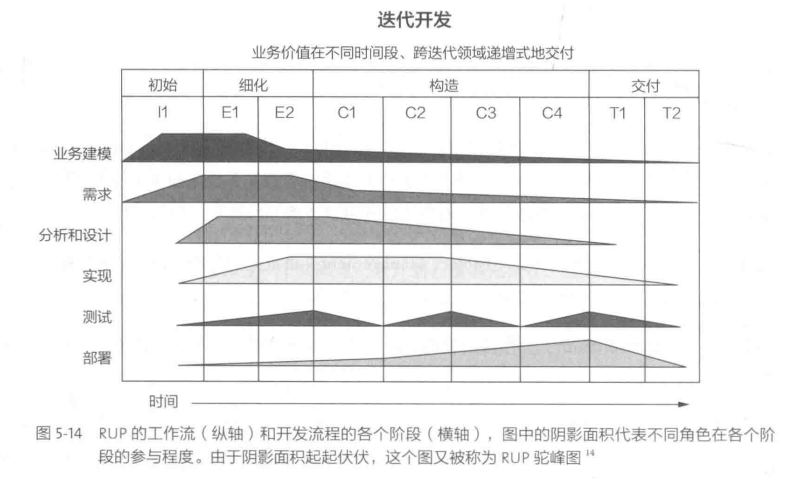 迭代开发
业务价值在不同时间段、跨迭代领域递增式地交付
初始 细化 构造 交付
I1 E1 E2 C1 C2 C3 C4 T1 T2
业务建模
需求
分析和设计
实现
测试
部署
时间
图 5-14 RUP 的工作流（纵轴）和开发流程的各个阶段（横轴），图中的阴影面积代表不同角色在各个阶
段的参与程度。由于阴影面积起起伏伏，这个图又被称为 RUP 驼峰图 14